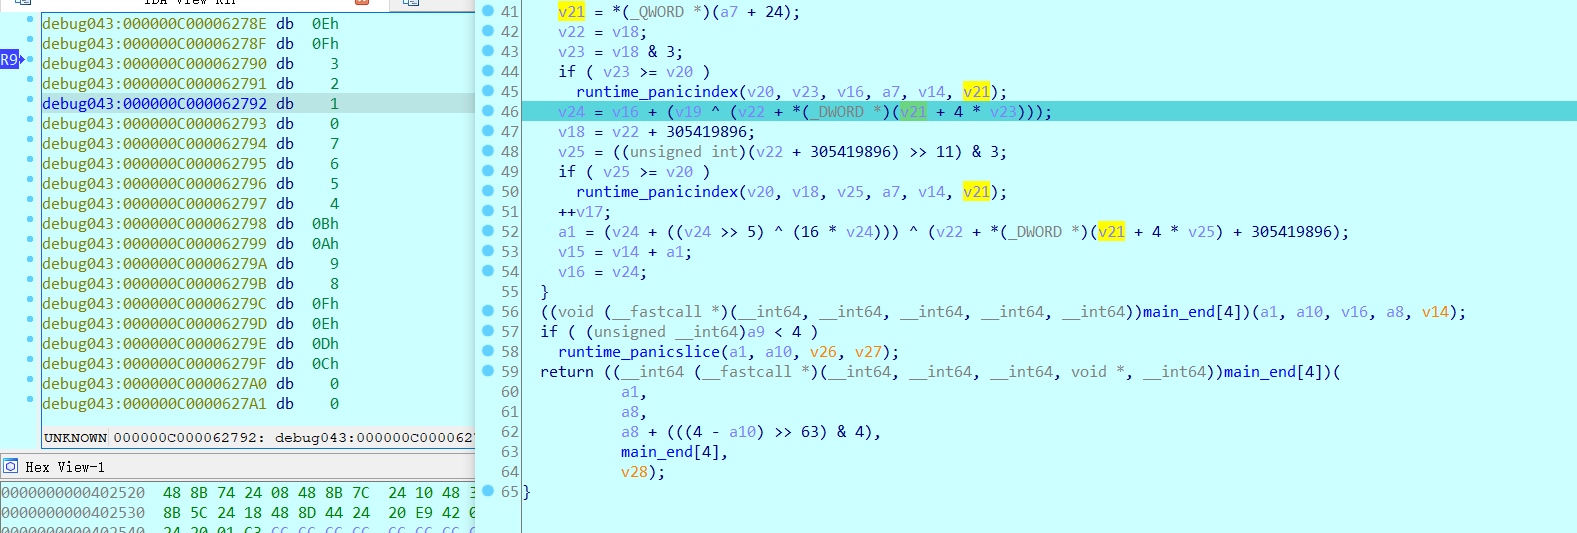 IDA View-RIP
debug043:000000C00006278E db 0Eh
debug043:000000C00006278F db 0Fh
R9
debug043:000000C000062790 db 3
debug043:000000C000062791 db 2
debug043:000000C000062792 db 1
debug043:000000C000062793 db 0
debug043:000000C000062794 db 7
debug043:000000C000062795 db 6
debug043:000000C000062796 db 5
debug043:000000C000062797 db 4
debug043:000000C000062798 db 0Bh
debug043:000000C000062799 db 0Ah
debug043:000000C00006279A db 9
debug043:000000C00006279B db 8
debug043:000000C00006279C db 0Fh
debug043:000000C00006279D db 0Eh
debug043:000000C00006279E db 0Dh
debug043:000000C00006279F db 0Ch
debug043:000000C0000627A0 db 0
debug043:000000C0000627A1 db 0
UNKNOWN 000000C000062792: debug043:000000C0000627
Hex View-1
0000000000402520 48 8B 74 24 08 48 8B 7C 24 10 48
0000000000402530 8B 5C 24 18 48 8D 44 24 20 E9 42
0000000000402540 24 20 01 C3 CC CC CC CC CC CC CC
41 v21 = *(_QWORD *)(a7 + 24);
42 v22 = v18;
43 v23 = v18 & 3;
44 if ( v23 >= v20 )
45 runtime_panicindex(v20, v23, v16, a7, v14, v21);
46 v24 = v16 + (v19 ^ (v22 + *(_DWORD *)(v21 + 4 * v23)));
47 v18 = v22 + 305419896;
48 v25 = ((unsigned int)(v22 + 305419896) >> 11) & 3;
49 if ( v25 >= v20 )
50 runtime_panicindex(v20, v18, v25, a7, v14, v21);
51 ++v17;
52 a1 = (v24 + ((v24 >> 5) ^ (16 * v24))) ^ (v22 + *(_DWORD *)(v21 + 4 * v25) + 305419896);
53 v15 = v14 + a1;
54 v16 = v24;
55 }
56 ((void (__fastcall *)(__int64, __int64, __int64, __int64, __int64))main_end[4])(a1, a10, v16, a8, v14);
57 if ( (unsigned __int64)a9 < 4 )
58 runtime_panicslice(a1, a10, v26, v27);
59 return ((__int64 (__fastcall *)(__int64, __int64, __int64, void *, __int64))main_end[4])(
60 a1,
61 a8,
62 a8 + (((4 - a10) >> 63) & 4),
63 main_end[4],
64 v28);
65 }